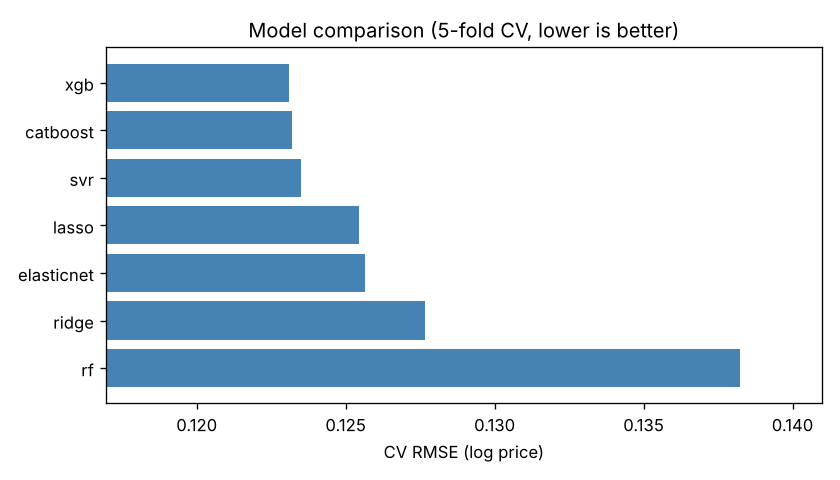 Model comparison (5-fold CV, lower is better)
xgb
catboost
svr
lasso
elasticnet
ridge
rf
0.120 0.125 0.130 0.135 0.140
CV RMSE (log price)